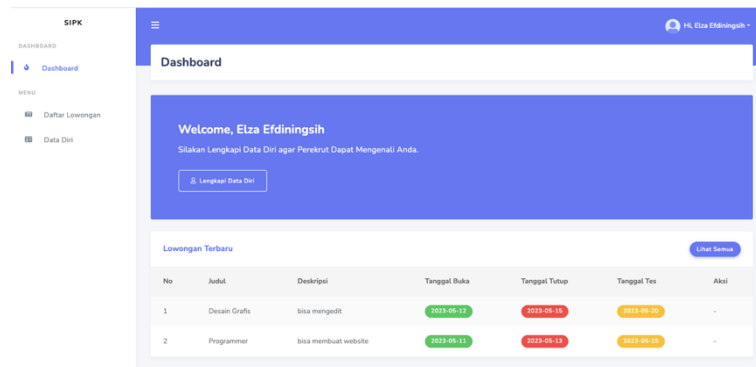 SIPK
Hi, Elza Efdiningsih
DASHBOARD
Dashboard
MENU
Daftar Lowongan
Data Diri
Dashboard
Welcome, Elza Efdiningsih
Silakan Lengkapi Data Diri agar Perekrut Dapat Mengenali Anda.
Lengkapi Data Diri
Lowongan Terbaru
Lihat Semua
No Judul Deskripsi Tanggal Buka Tanggal Tutup Tanggal Tes Aksi
1 Desain Grafis bisa mengedit 2023-05-12 2023-05-15 2023-05-20 -
2 Programmer bisa membuat website 2023-05-11 2023-05-13 2023-05-15 -